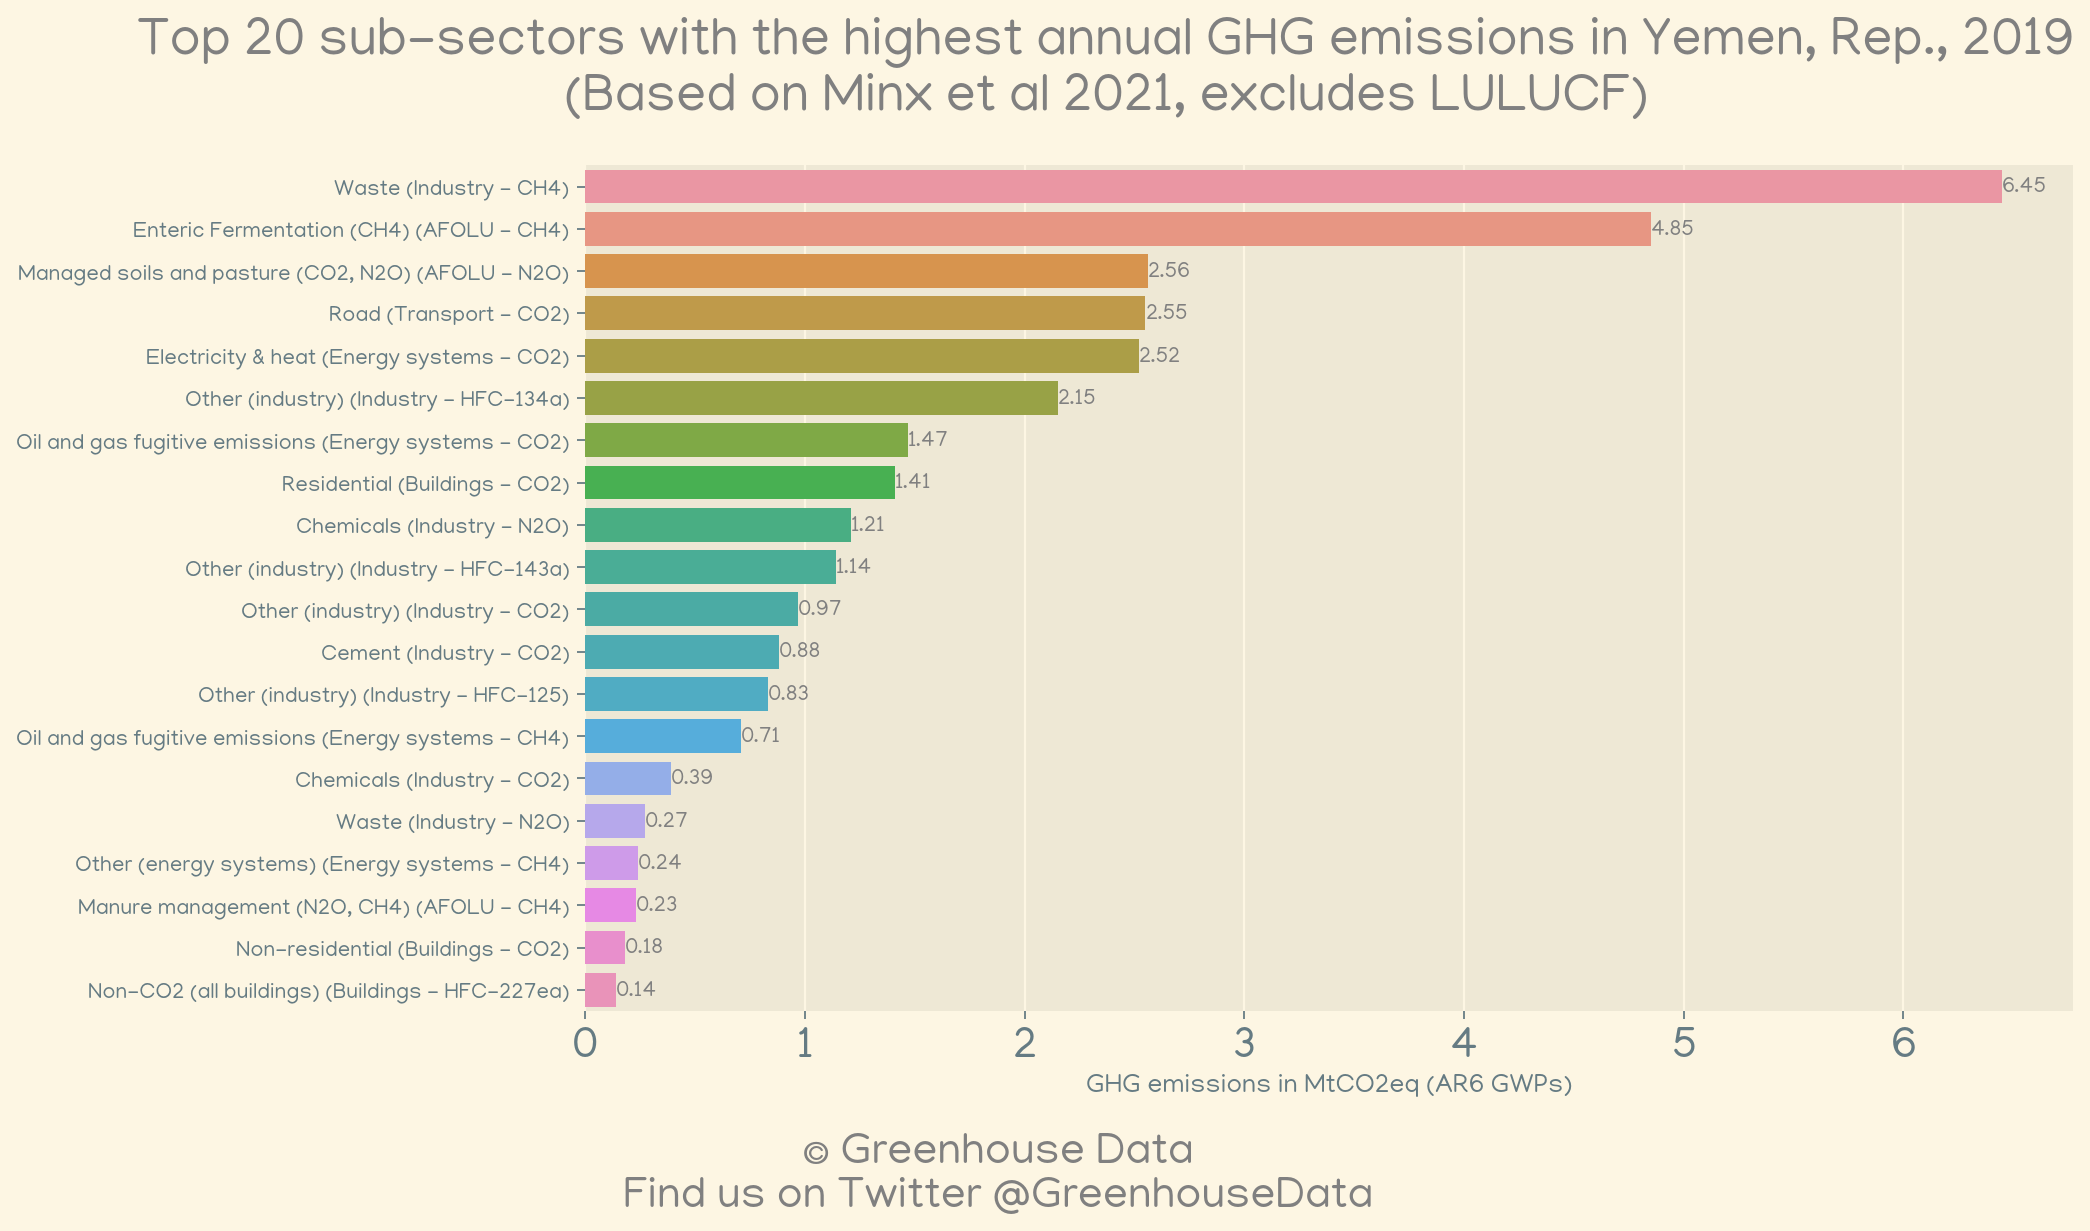 Top 20 sub-sectors with the highest annual GHG emissions in Yemen, Rep., 2019
(Based on Minx et al 2021, excludes LULUCF)
Waste (Industry - CH4) 6.45
Enteric Fermentation (CH4) (AFOLU - CH4) 4.85
Managed soils and pasture (CO2, N2O) (AFOLU - N2O) 2.56
Road (Transport - CO2) 2.55
Electricity & heat (Energy systems - CO2) 2.52
Other (industry) (Industry - HFC-134a) 2.15
Oil and gas fugitive emissions (Energy systems - CO2) 1.47
Residential (Buildings - CO2) 1.41
Chemicals (Industry - N2O) 1.21
Other (industry) (Industry - HFC-143a) 1.14
Other (industry) (Industry - CO2) 0.97
Cement (Industry - CO2) 0.88
Other (industry) (Industry - HFC-125) 0.83
Oil and gas fugitive emissions (Energy systems - CH4) 0.71
Chemicals (Industry - CO2) 0.39
Waste (Industry - N2O) 0.27
Other (energy systems) (Energy systems - CH4) 0.24
Manure management (N2O, CH4) (AFOLU - CH4) 0.23
Non-residential (Buildings - CO2) 0.18
Non-CO2 (all buildings) (Buildings - HFC-227ea) 0.14
0 1 2 3 4 5 6
GHG emissions in MtCO2eq (AR6 GWPs)
© Greenhouse Data
Find us on Twitter @GreenhouseData